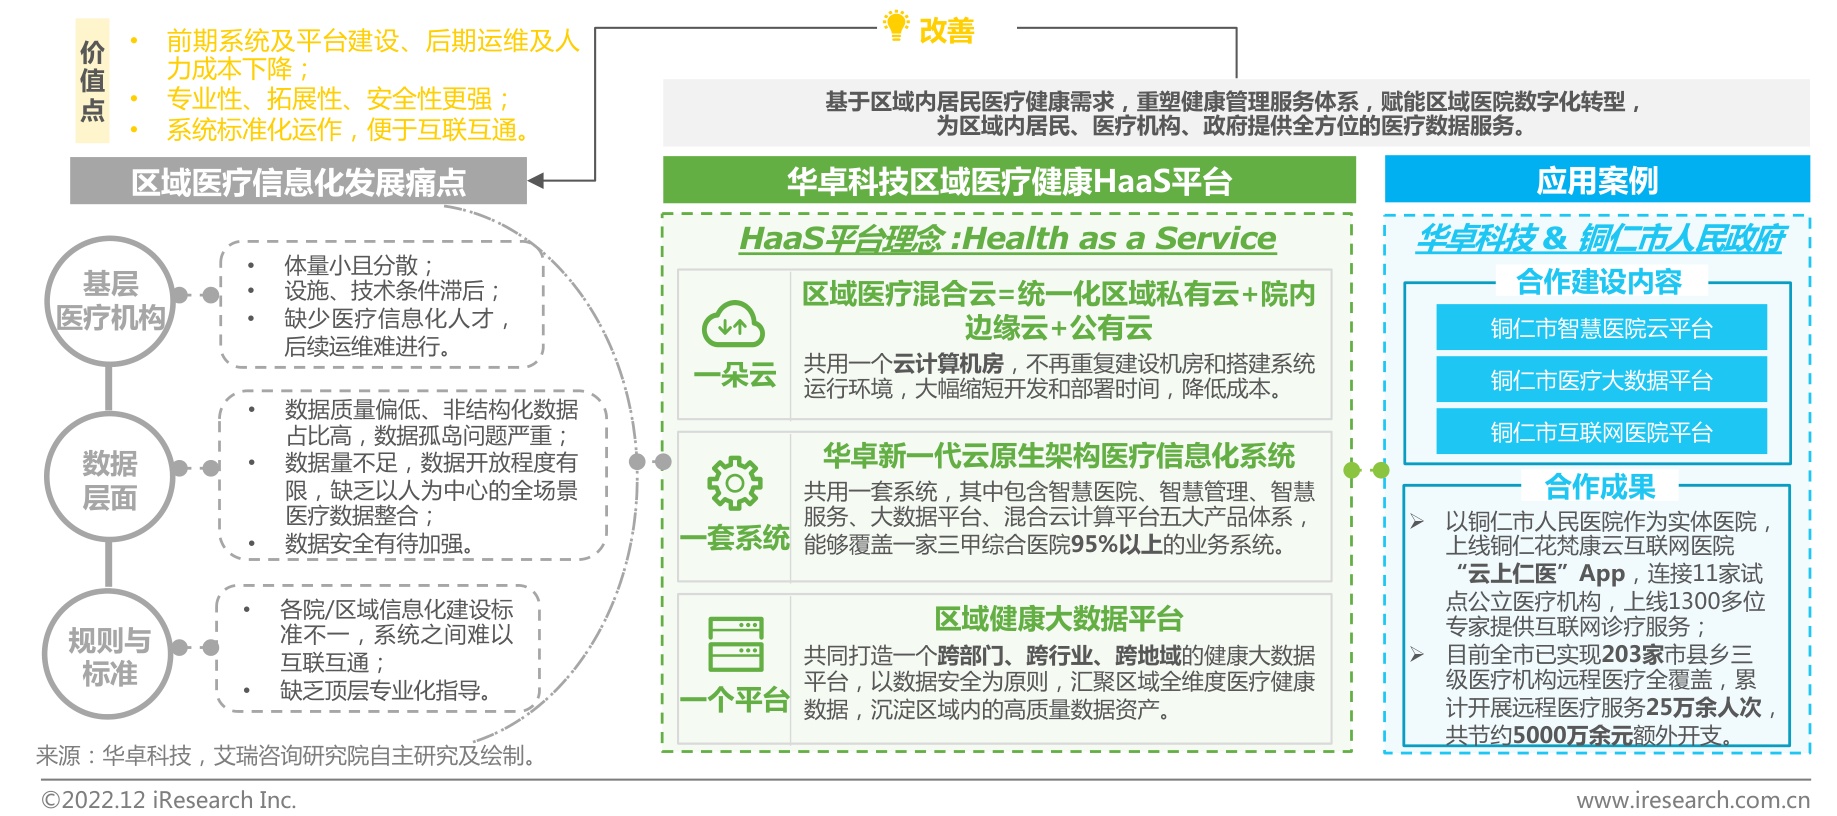 价值点
• 前期系统及平台建设、后期运维及人
力成本下降；
• 专业性、拓展性、安全性更强；
• 系统标准化运作，便于互联互通。
改善
基于区域内居民医疗健康需求，重塑健康管理服务体系，赋能区域医院数字化转型，
为区域内居民、医疗机构、政府提供全方位的医疗数据服务。
区域医疗信息化发展痛点
基层
医疗机构
• 体量小且分散；
• 设施、技术条件滞后；
• 缺少医疗信息化人才，
后续运维难进行。
数据
层面
• 数据质量偏低、非结构化数据
占比高，数据孤岛问题严重；
• 数据量不足，数据开放程度有
限，缺乏以人为中心的全场景
医疗数据整合；
• 数据安全有待加强。
规则与
标准
• 各院/区域信息化建设标
准不一，系统之间难以
互联互通；
• 缺乏顶层专业化指导。
华卓科技区域医疗健康HaaS平台
HaaS平台理念 :Health as a Service
一朵云
区域医疗混合云=统一化区域私有云+院内
边缘云+公有云
共用一个云计算机房，不再重复建设机房和搭建系统
运行环境，大幅缩短开发和部署时间，降低成本。
一套系统
华卓新一代云原生架构医疗信息化系统
共用一套系统，其中包含智慧医院、智慧管理、智慧
服务、大数据平台、混合云计算平台五大产品体系，
能够覆盖一家三甲综合医院95%以上的业务系统。
一个平台
区域健康大数据平台
共同打造一个跨部门、跨行业、跨地域的健康大数据
平台，以数据安全为原则，汇聚区域全维度医疗健康
数据，沉淀区域内的高质量数据资产。
应用案例
华卓科技 & 铜仁市人民政府
合作建设内容
铜仁市智慧医院云平台
铜仁市医疗大数据平台
铜仁市互联网医院平台
合作成果
➢ 以铜仁市人民医院作为实体医院，
上线铜仁花梵康云互联网医院
“云上仁医”App，连接11家试
点公立医疗机构，上线1300多位
专家提供互联网诊疗服务；
➢ 目前全市已实现203家市县乡三
级医疗机构远程医疗全覆盖，累
计开展远程医疗服务25万余人次，
共节约5000万余元额外开支。
来源：华卓科技，艾瑞咨询研究院自主研究及绘制。
©2022.12 iResearch Inc.
www.iresearch.com.cn